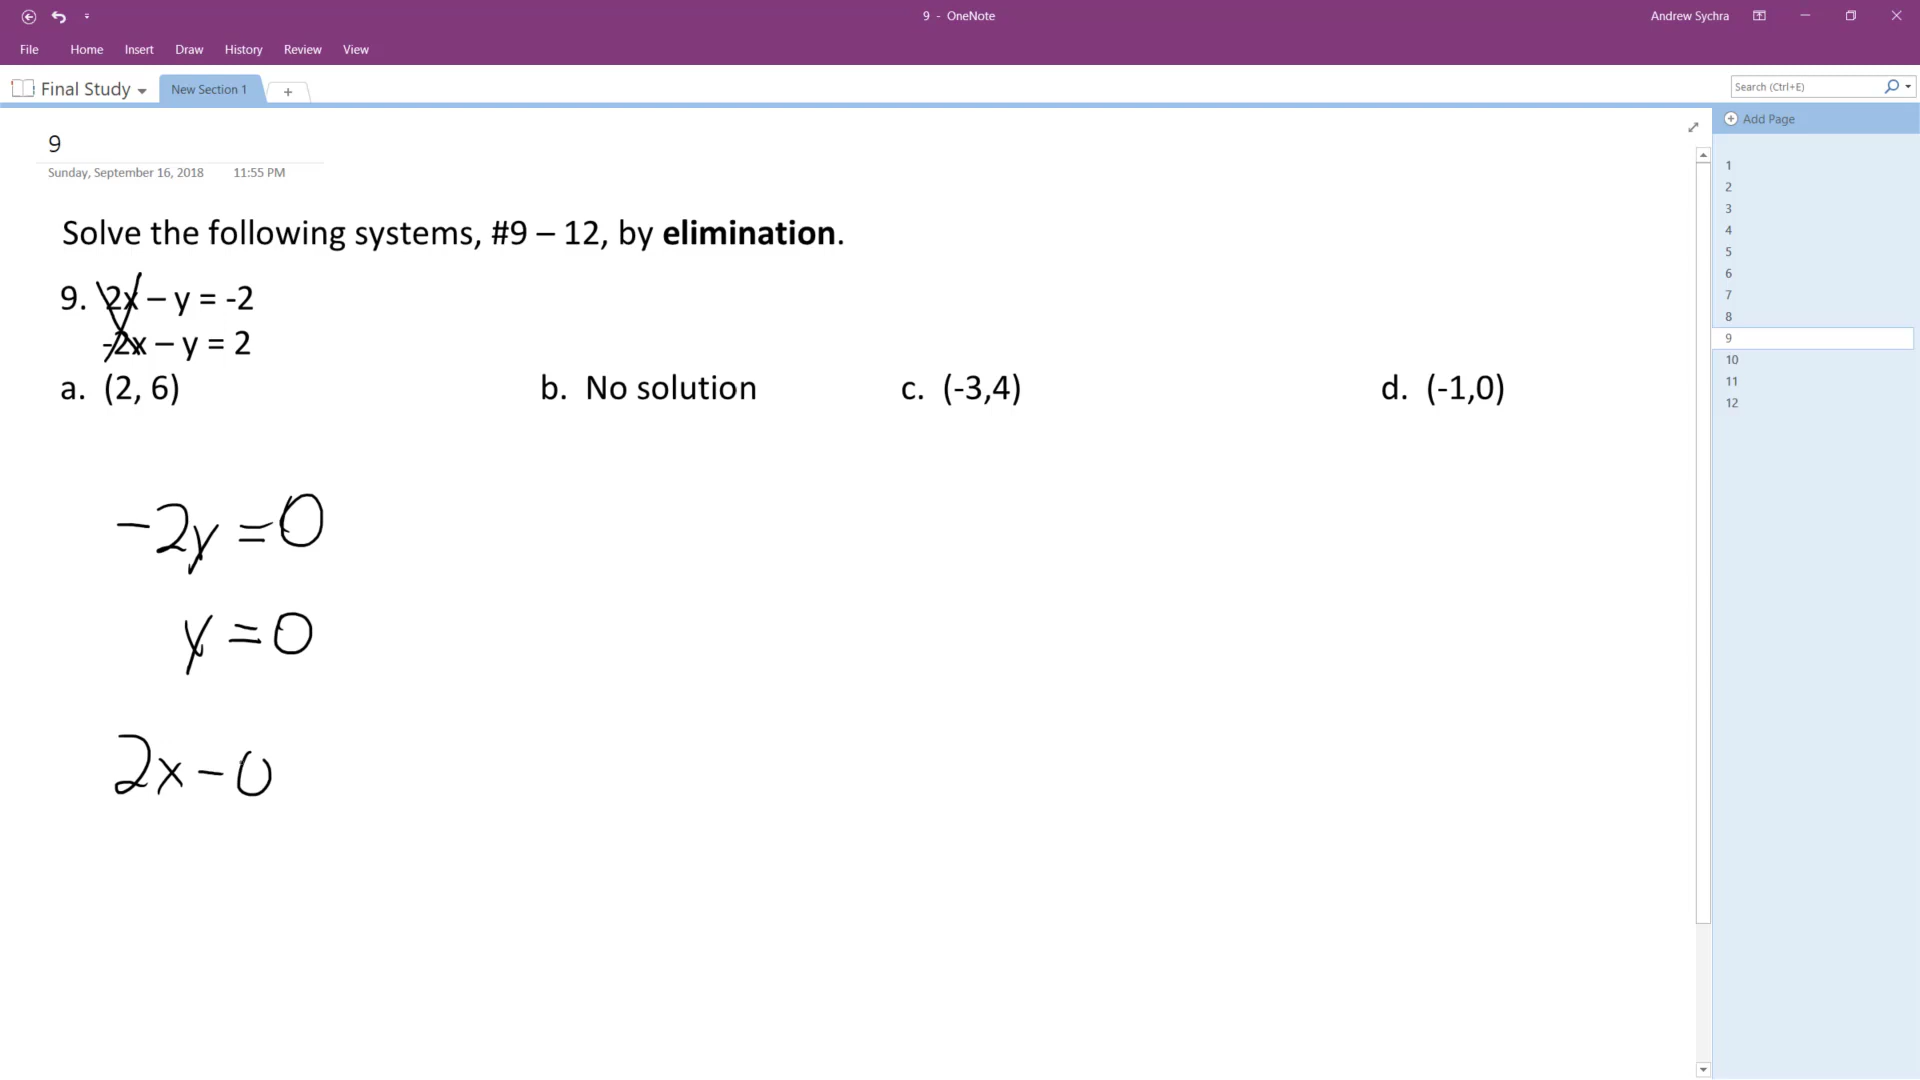 9 - OneNote
Andrew Sychra
File Home Insert Draw History Review View
Final Study
New Section 1
+
Search (Ctrl+E)
Add Page
9
Sunday, September 16, 2018 11:55 PM
Solve the following systems, #9 – 12, by elimination.
9. 2x – y = -2
-2x – y = 2
a. (2, 6) b. No solution c. (-3,4) d. (-1,0)
-2y = 0
y = 0
2x - 0
1
2
3
4
5
6
7
8
9
10
11
12